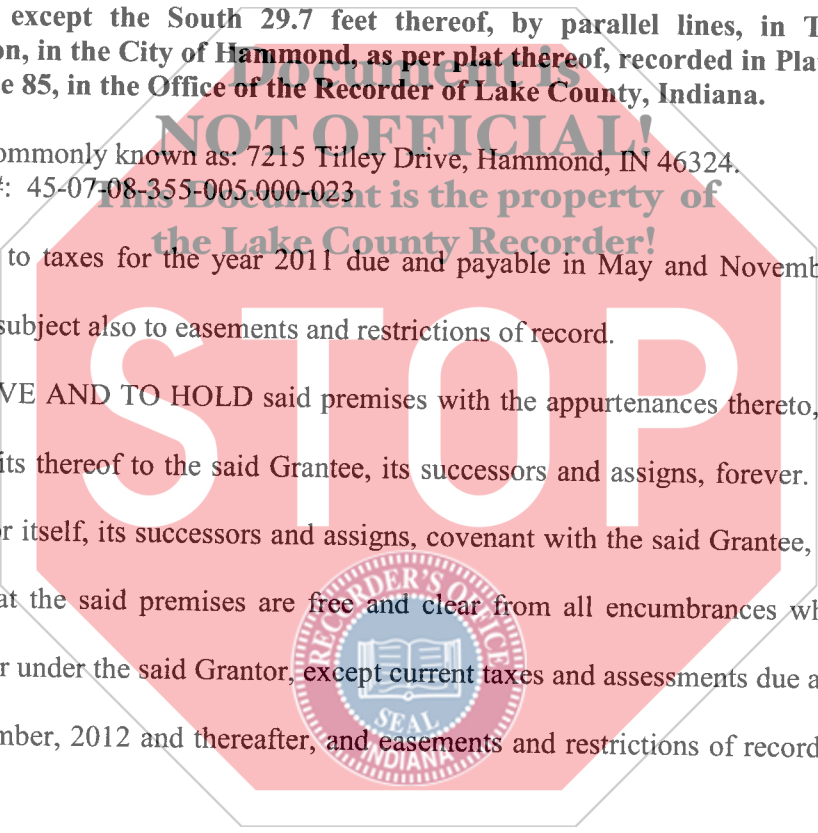 except the South 29.7 feet thereof, by parallel lines, in T
on, in the City of Hammond, as per plat thereof, recorded in Pla
e 85, in the Office of the Recorder of Lake County, Indiana.
Document is
NOT OFFICIAL!
ommonly known as: 7215 Tilley Drive, Hammond, IN 46324.
#: 45-07-08-355-005.000-023
This Document is the property of
the Lake County Recorder!
to taxes for the year 2011 due and payable in May and Novemb
subject also to easements and restrictions of record.
STOP
VE AND TO HOLD said premises with the appurtenances thereto,
its thereof to the said Grantee, its successors and assigns, forever.
r itself, its successors and assigns, covenant with the said Grantee,
at the said premises are free and clear from all encumbrances wh
r under the said Grantor, except current taxes and assessments due a
mber, 2012 and thereafter, and easements and restrictions of record
RECORDER'S OFFICE
SEAL
INDIANA